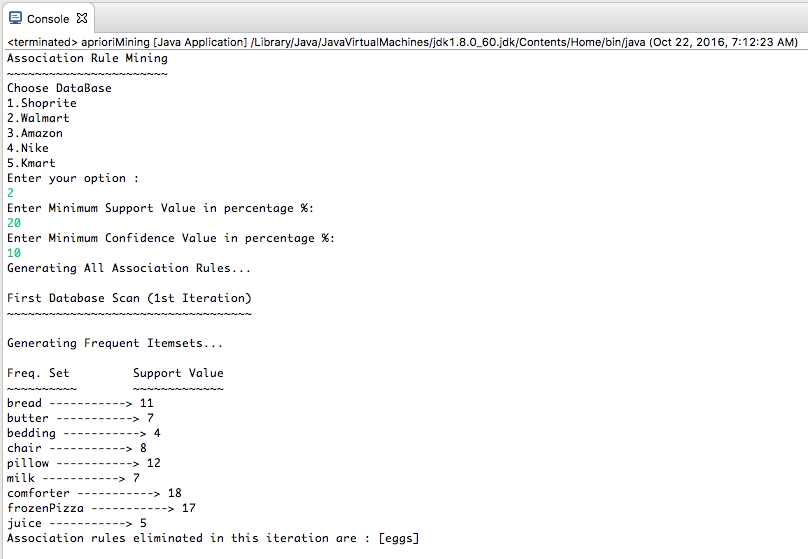 Console
<terminated> aprioriMining [Java Application] /Library/Java/JavaVirtualMachines/jdk1.8.0_60.jdk/Contents/Home/bin/java (Oct 22, 2016, 7:12:23 AM)
Association Rule Mining
~~~~~~~~~~~~~~~~~~~~~~~
Choose DataBase
1.Shoprite
2.Walmart
3.Amazon
4.Nike
5.Kmart
Enter your option :
2
Enter Minimum Support Value in percentage %:
20
Enter Minimum Confidence Value in percentage %:
10
Generating All Association Rules...
First Database Scan (1st Iteration)
~~~~~~~~~~~~~~~~~~~~~~~~~~~~~~~~~~~
Generating Frequent Itemsets...
Freq. Set         Support Value
~~~~~~~~~~        ~~~~~~~~~~~~~
bread -----------> 11
butter -----------> 7
bedding -----------> 4
chair -----------> 8
pillow -----------> 12
milk -----------> 7
comforter -----------> 18
frozenPizza -----------> 17
juice -----------> 5
Association rules eliminated in this iteration are : [eggs]